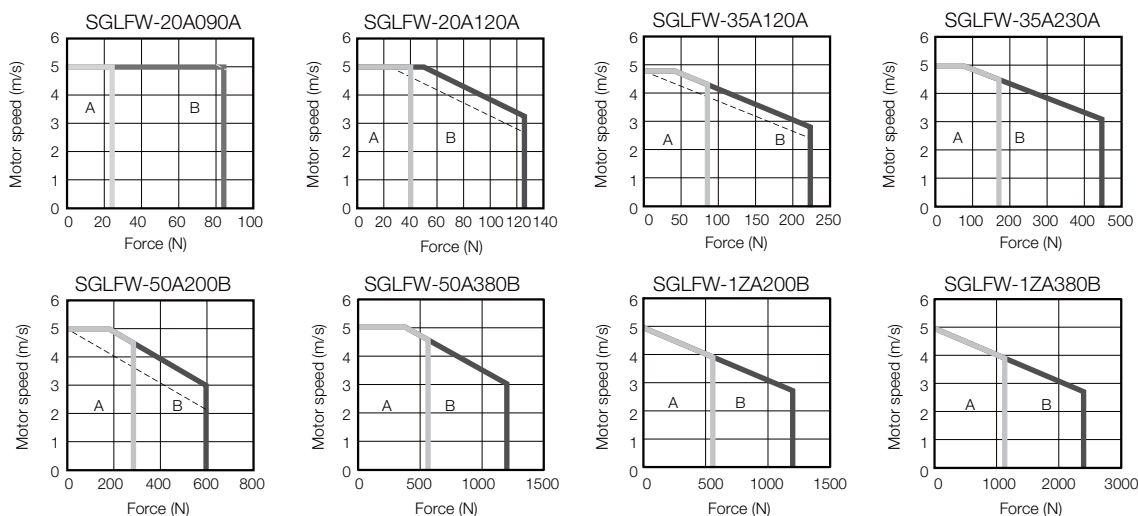 SGLFW-20A090A
Motor speed (m/s)
6
5
4
3
2
1
0
A
B
0 20 40 60 80 100
Force (N)
SGLFW-20A120A
Motor speed (m/s)
6
5
4
3
2
1
0
A
B
0 20 40 60 80 100 120 140
Force (N)
SGLFW-35A120A
Motor speed (m/s)
6
5
4
3
2
1
0
A
B
0 50 100 150 200 250
Force (N)
SGLFW-35A230A
Motor speed (m/s)
6
5
4
3
2
1
0
A
B
0 100 200 300 400 500
Force (N)
SGLFW-50A200B
Motor speed (m/s)
6
5
4
3
2
1
0
A
B
0 200 400 600 800
Force (N)
SGLFW-50A380B
Motor speed (m/s)
6
5
4
3
2
1
0
A
B
0 500 1000 1500
Force (N)
SGLFW-1ZA200B
Motor speed (m/s)
6
5
4
3
2
1
0
A
B
0 500 1000 1500
Force (N)
SGLFW-1ZA380B
Motor speed (m/s)
6
5
4
3
2
1
0
A
B
0 1000 2000 3000
Force (N)